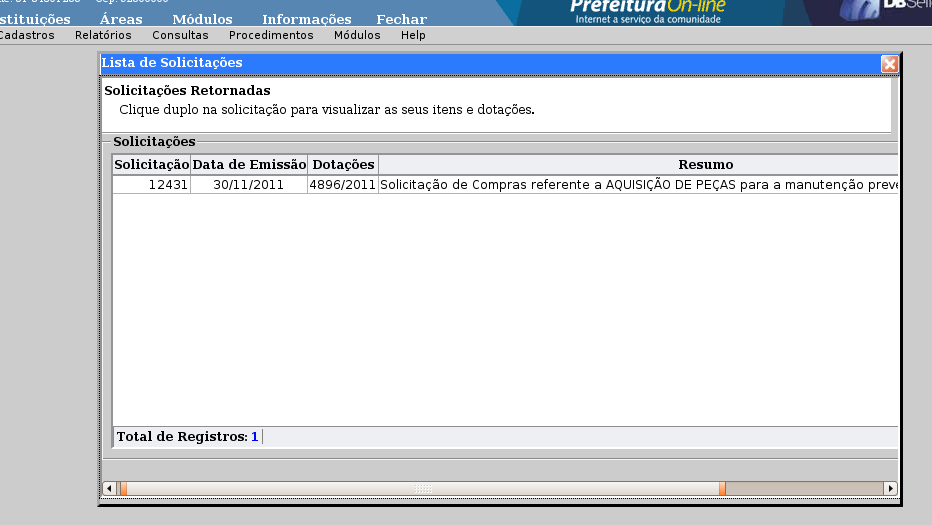 stituições Áreas Módulos Informações Fechar
Prefeitura On-line
Internet a serviço da comunidade
DBSell
Cadastros Relatórios Consultas Procedimentos Módulos Help
Lista de Solicitações
Solicitações Retornadas
Clique duplo na solicitação para visualizar as seus itens e dotações.
Solicitações
Solicitação Data de Emissão Dotações Resumo
12431 30/11/2011 4896/2011 Solicitação de Compras referente a AQUISIÇÃO DE PEÇAS para a manutenção preve
Total de Registros: 1